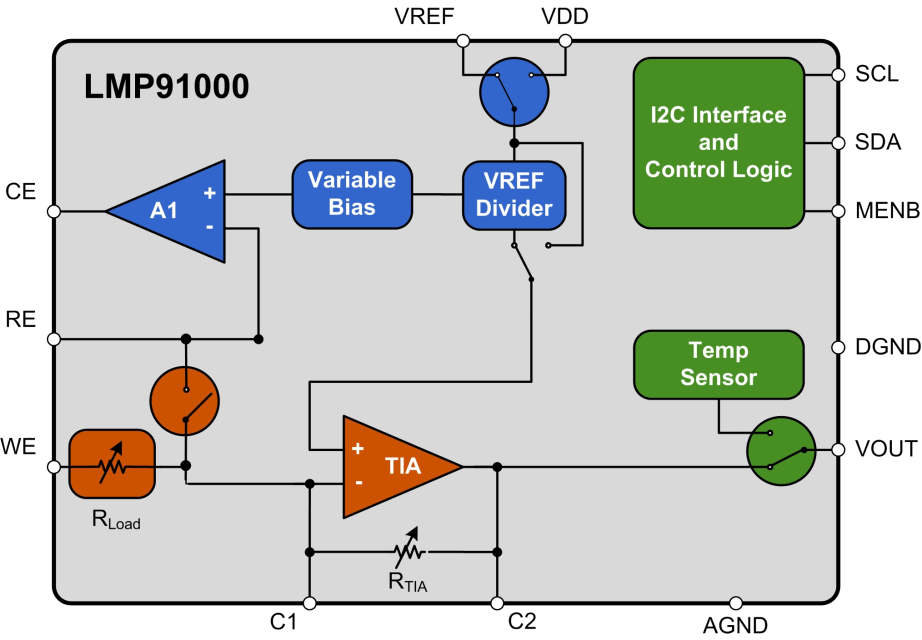 VREF
VDD
LMP91000
SCL
I2C Interface
and
Control Logic
SDA
MENB
CE
A1
+
-
Variable
Bias
VREF
Divider
RE
DGND
Temp
Sensor
WE
RLoad
+
TIA
-
VOUT
RTIA
C1
C2
AGND